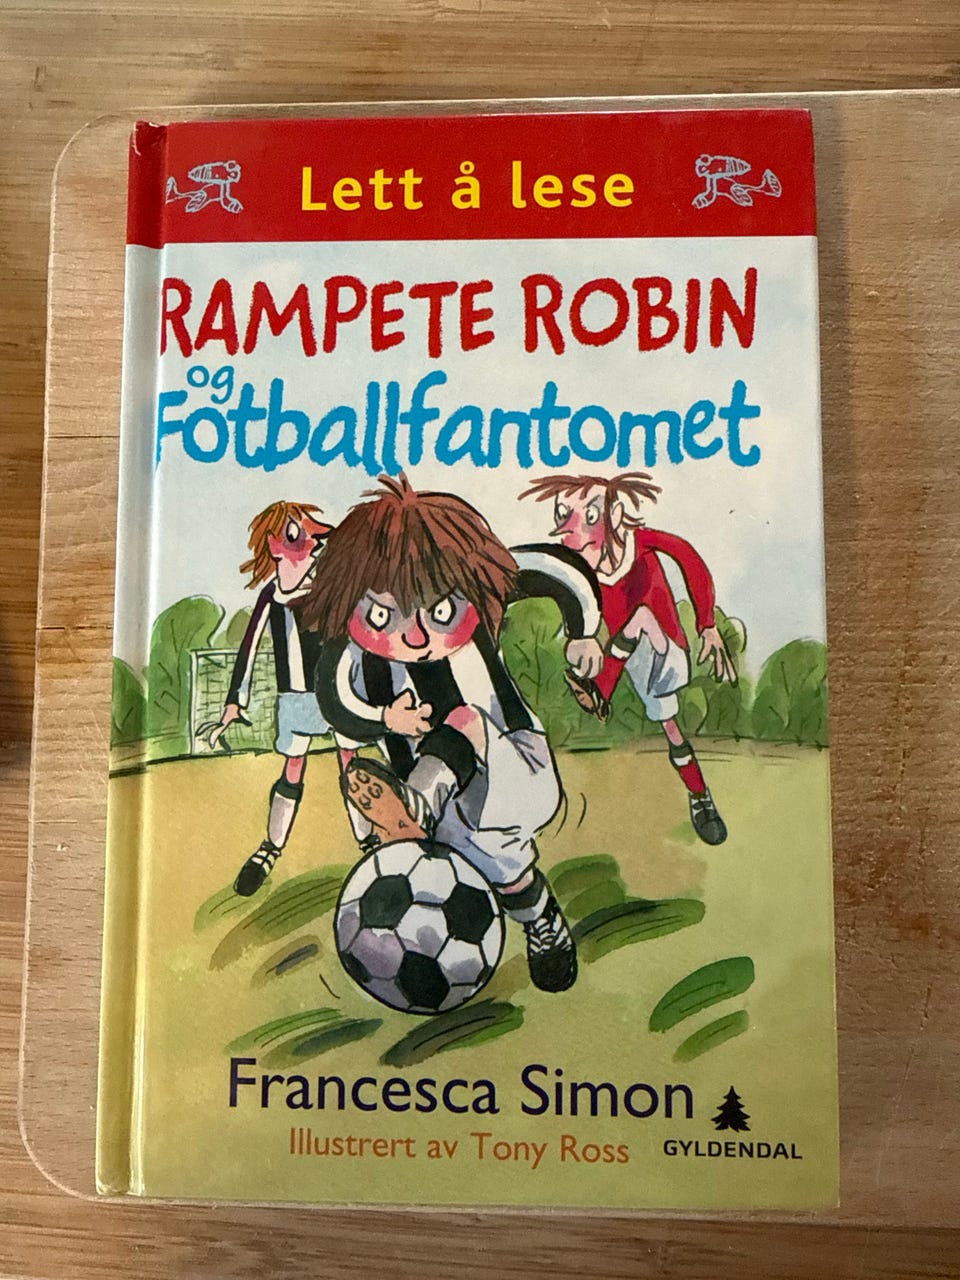 Lett å lese
RAMPETE ROBIN
og
Fotballfantomet
Francesca Simon
Illustrert av Tony Ross
GYLDENDAL